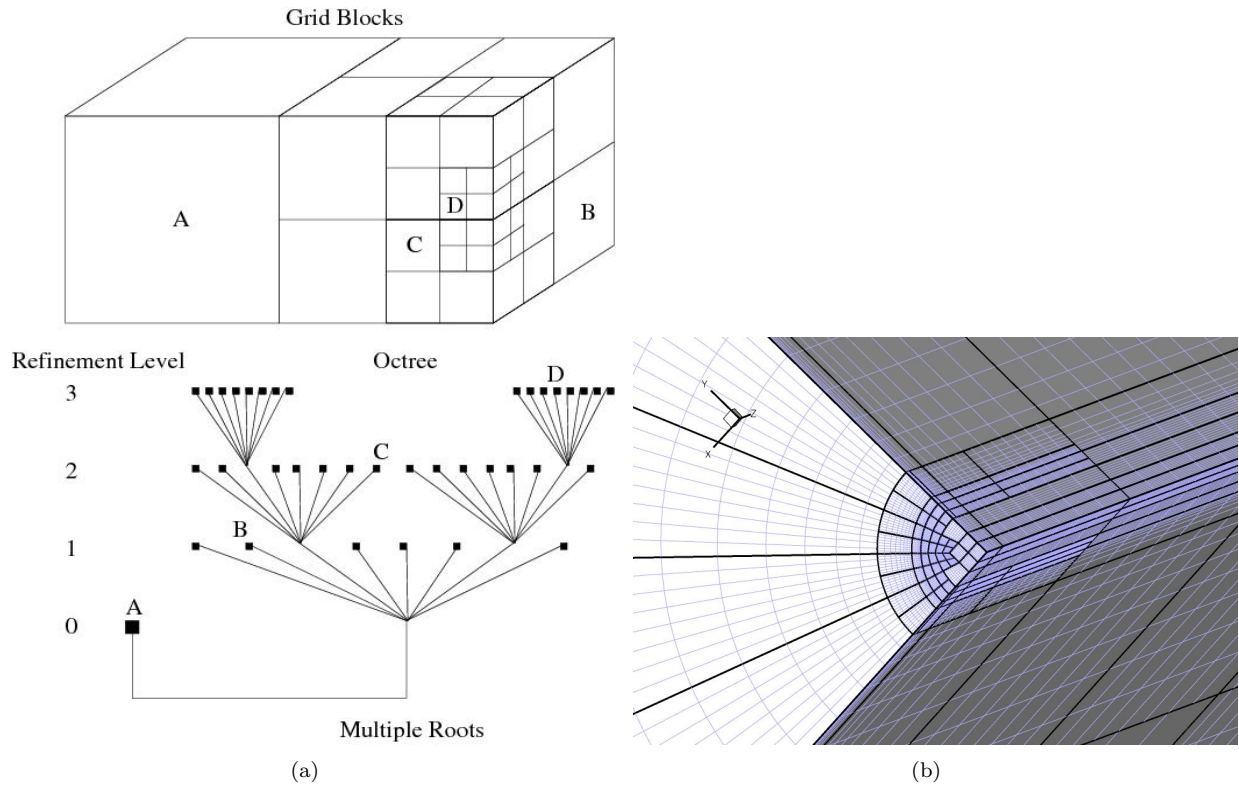 Grid Blocks
A
B
C
D
Refinement Level
Octree
3
D
2
C
1
B
0
A
Multiple Roots
Y
Z
X
(a)
(b)